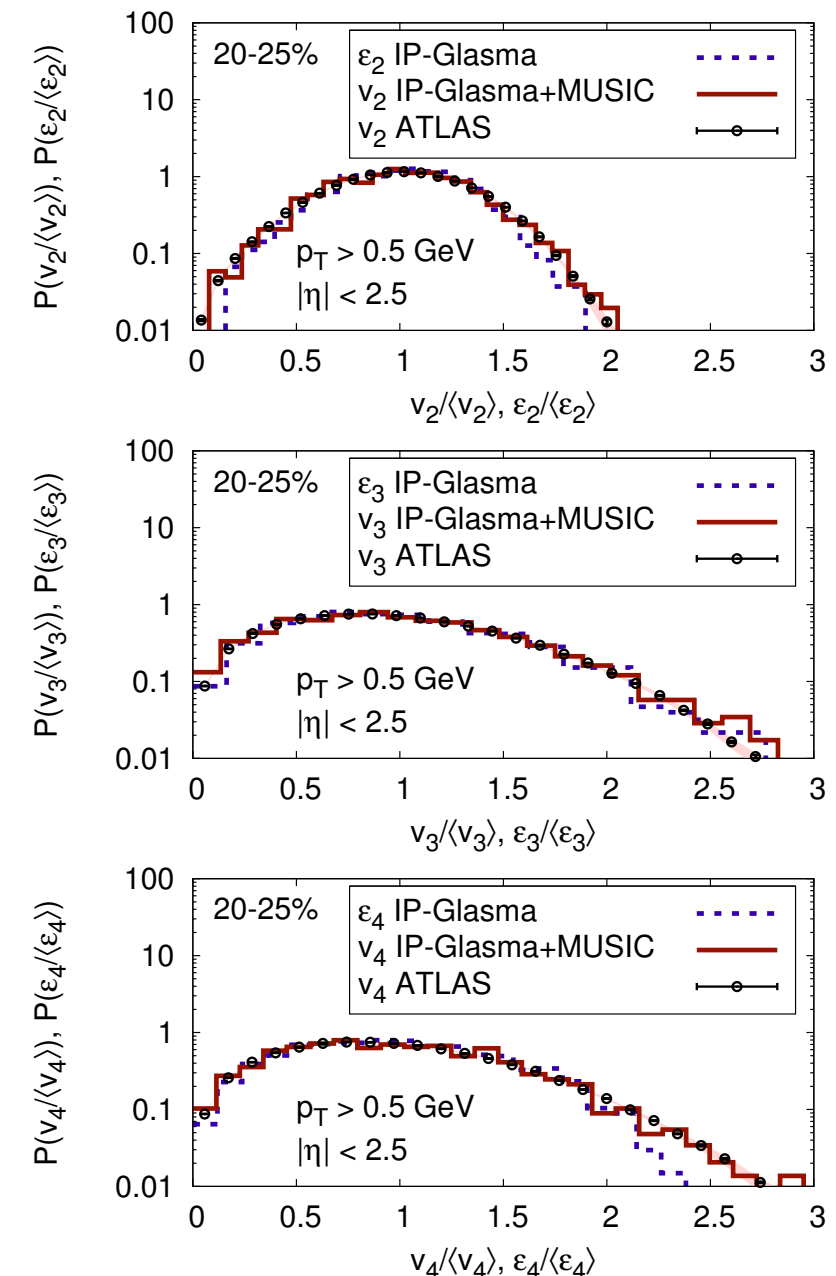 P(v₂/⟨v₂⟩), P(ε₂/⟨ε₂⟩)
100
10
1
0.1
0.01
20-25%
ε₂ IP-Glasma
v₂ IP-Glasma+MUSIC
v₂ ATLAS
p_T > 0.5 GeV
|η| < 2.5
0 0.5 1 1.5 2 2.5 3
v₂/⟨v₂⟩, ε₂/⟨ε₂⟩
P(v₃/⟨v₃⟩), P(ε₃/⟨ε₃⟩)
100
10
1
0.1
0.01
20-25%
ε₃ IP-Glasma
v₃ IP-Glasma+MUSIC
v₃ ATLAS
p_T > 0.5 GeV
|η| < 2.5
0 0.5 1 1.5 2 2.5 3
v₃/⟨v₃⟩, ε₃/⟨ε₃⟩
P(v₄/⟨v₄⟩), P(ε₄/⟨ε₄⟩)
100
10
1
0.1
0.01
20-25%
ε₄ IP-Glasma
v₄ IP-Glasma+MUSIC
v₄ ATLAS
p_T > 0.5 GeV
|η| < 2.5
0 0.5 1 1.5 2 2.5 3
v₄/⟨v₄⟩, ε₄/⟨ε₄⟩